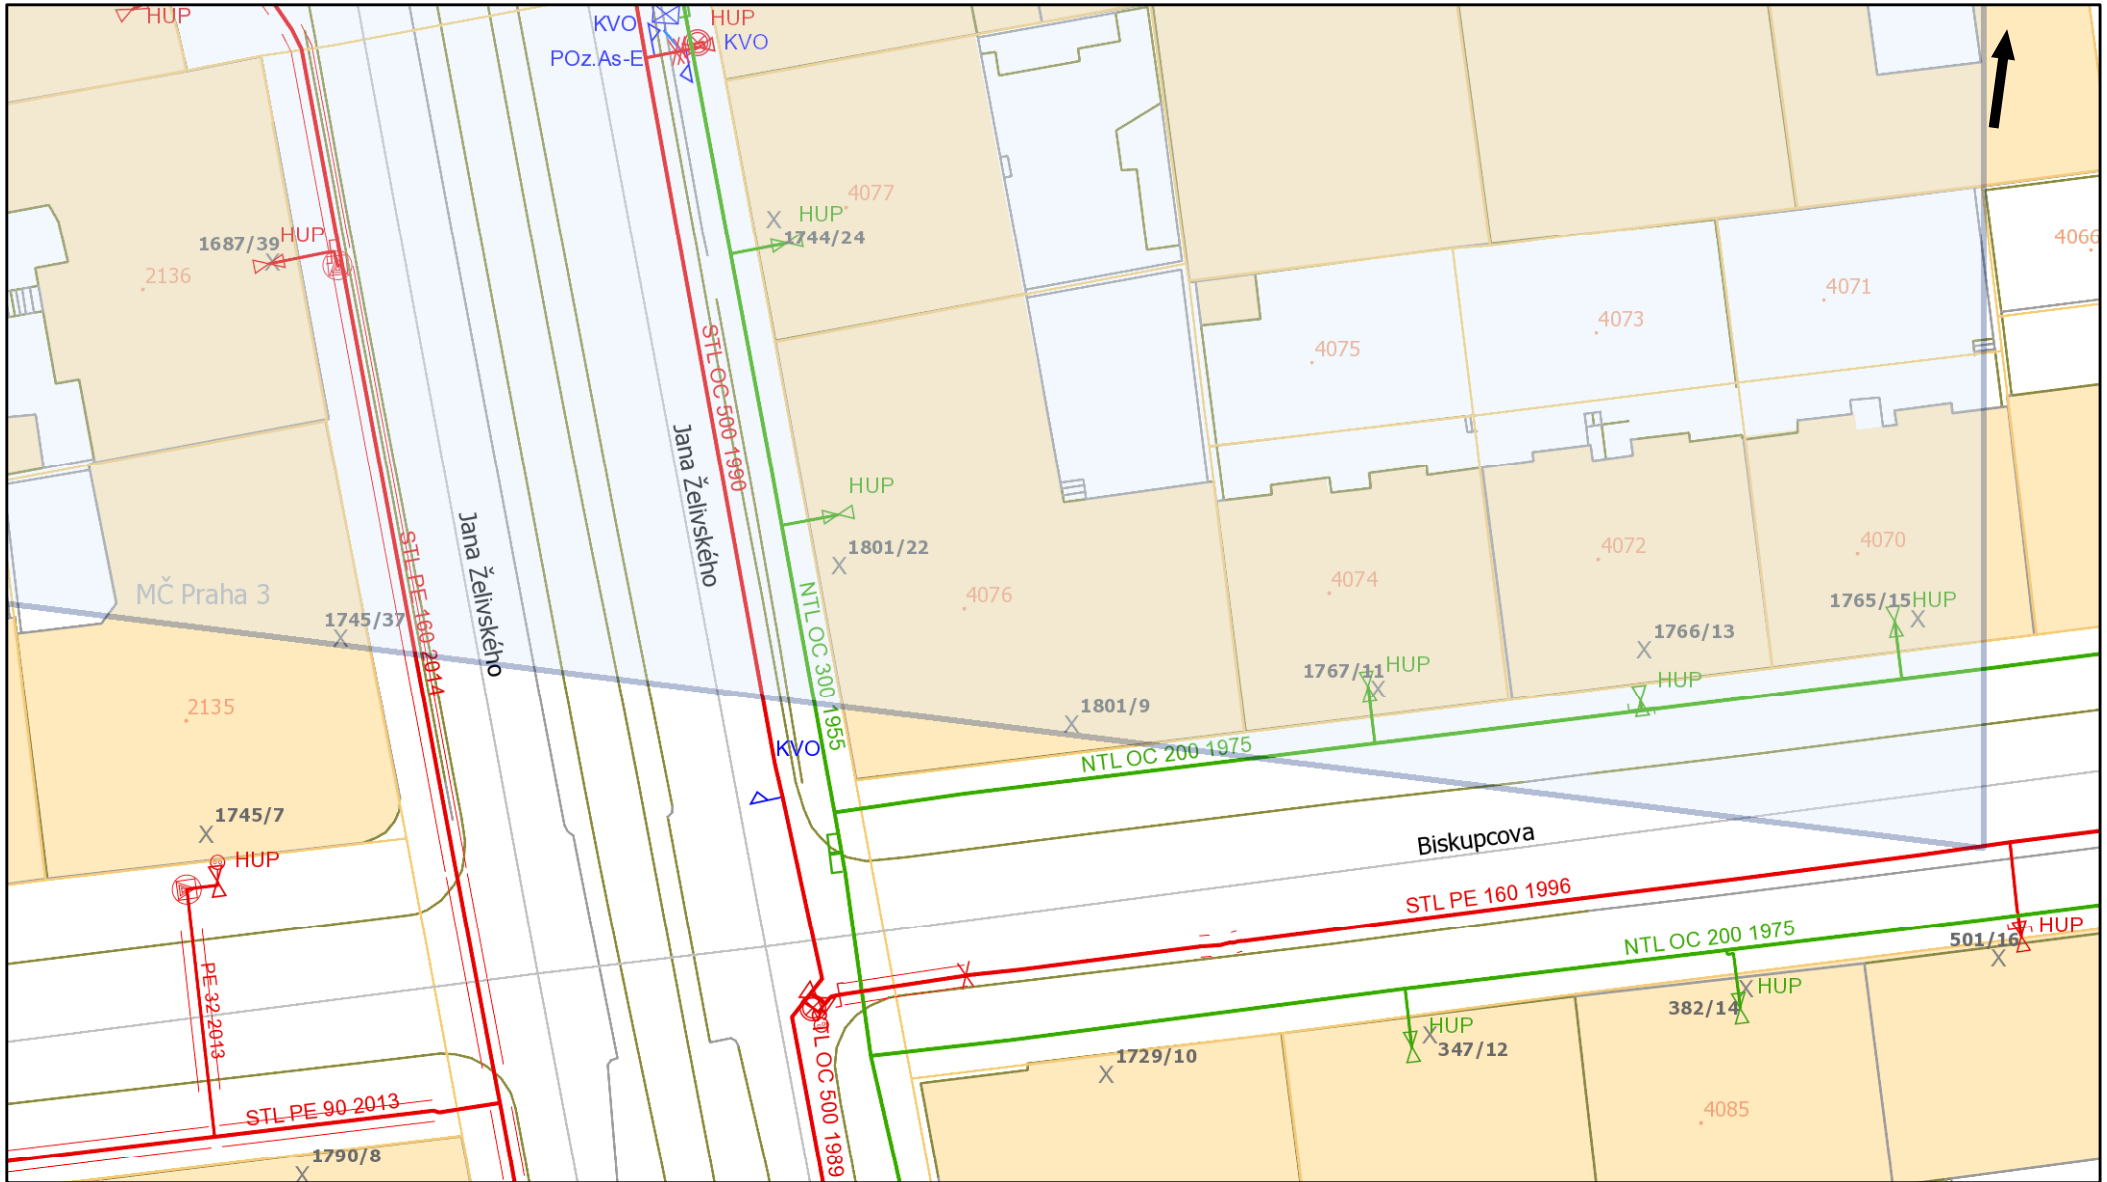 HUP
KVO
HUP
KVO
POz.As-E
4077
HUP
1744/24
1687/39
HUP
2136
4066
4071
4073
4075
STL OC 500 1990
Jana Želivského
HUP
1801/22
Jana Želivského
STL PE 160 2014
MČ Praha 3
1745/37
NTL OC 300 1955
4076
4074
4072
4070
1765/15
HUP
1766/13
1767/11
HUP
HUP
1801/9
2135
KVO
NTL OC 200 1975
1745/7
HUP
Biskupcova
STL PE 160 1996
NTL OC 200 1975
HUP
501/16
PE 32 2013
HUP
382/14
HUP
347/12
1729/10
STL OC 500 1989
STL PE 90 2013
4085
1790/8